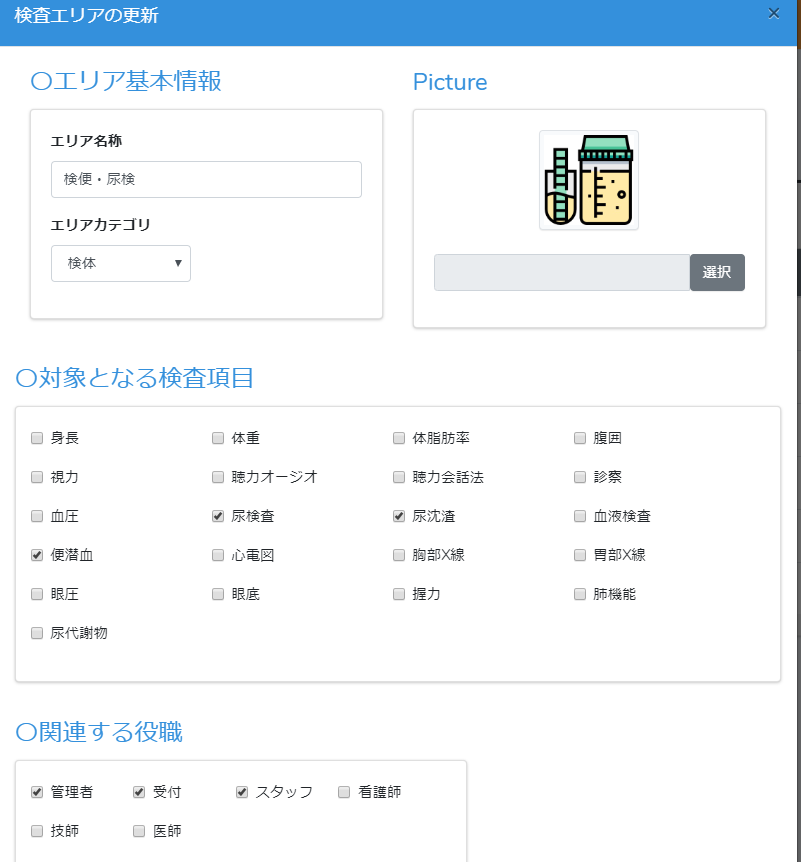 検査エリアの更新 ×
〇エリア基本情報
エリア名称
検便・尿検
エリアカテゴリ
検体 ▼
Picture
選択
〇対象となる検査項目
身長 体重 体脂肪率 腹囲
視力 聴力オージオ 聴力会話法 診察
血圧 尿検査 尿沈渣 血液検査
便潜血 心電図 胸部X線 胃部X線
眼圧 眼底 握力 肺機能
尿代謝物
〇関連する役職
管理者 受付 スタッフ 看護師
技師 医師